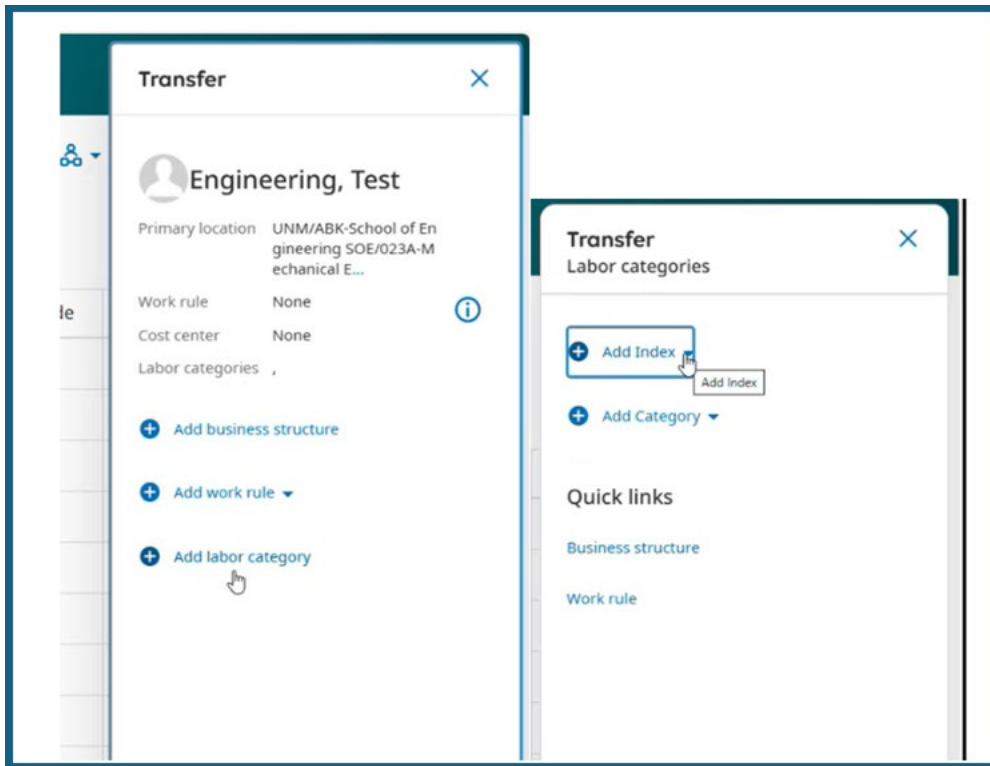 Transfer
Engineering, Test
Primary location UNM/ABK-School of En
gineering SOE/023A-M
echanical E...
le
Work rule None
Cost center None
Labor categories ,
Add business structure
Add work rule
Add labor category
Transfer
Labor categories
Add Index
Add Index
Add Category
Quick links
Business structure
Work rule